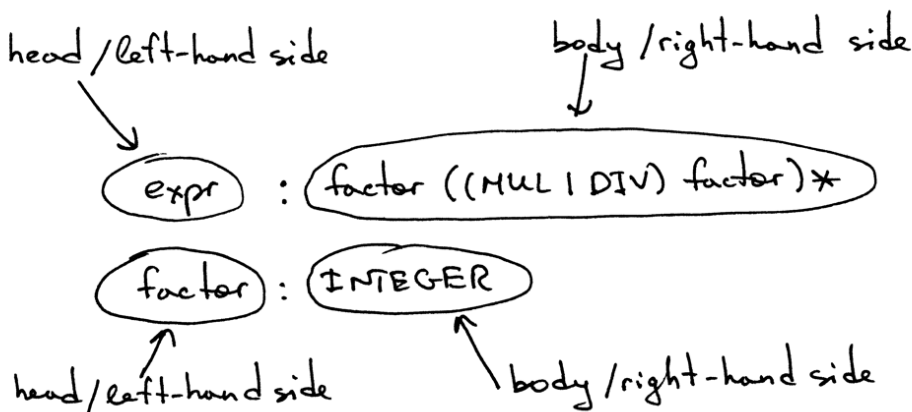 head/left-hand side
body/right-hand side
expr : factor ((MUL | DIV) factor)*
factor : INTEGER
head/left-hand side
body/right-hand side